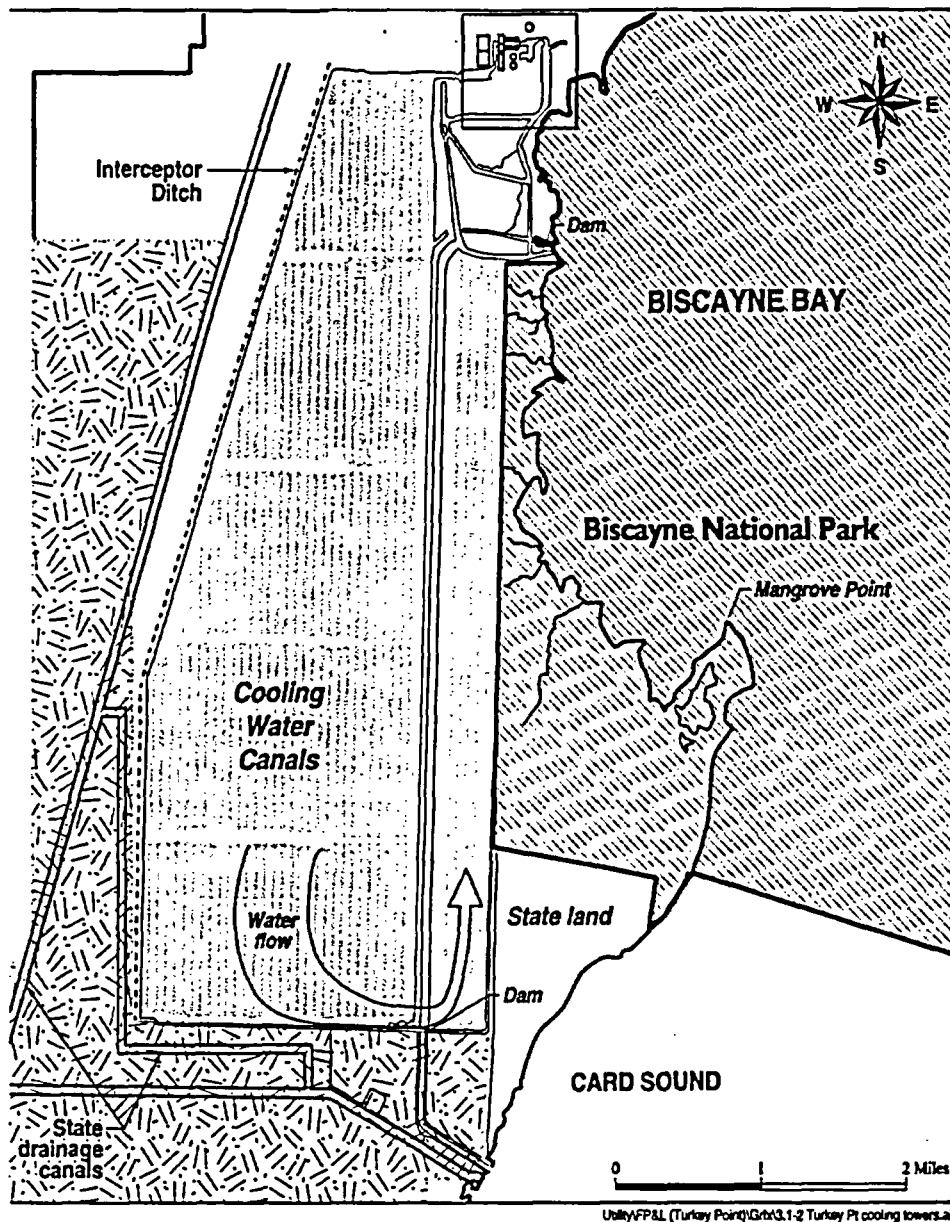 N
W E
S
Interceptor
Ditch
Dam
BISCAYNE BAY
Biscayne National Park
Mangrove Point
Cooling
Water
Canals
Water
flow
State land
Dam
CARD SOUND
State
drainage
canals
0 1 2 Miles
Utility\FP&L (Turkey Point)\Grfx\3.1-2 Turkey Pt cooling towers.a